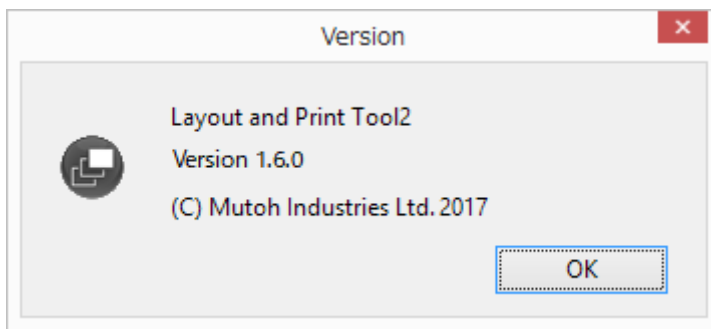 Version
Layout and Print Tool2
Version 1.6.0
(C) Mutoh Industries Ltd. 2017
OK